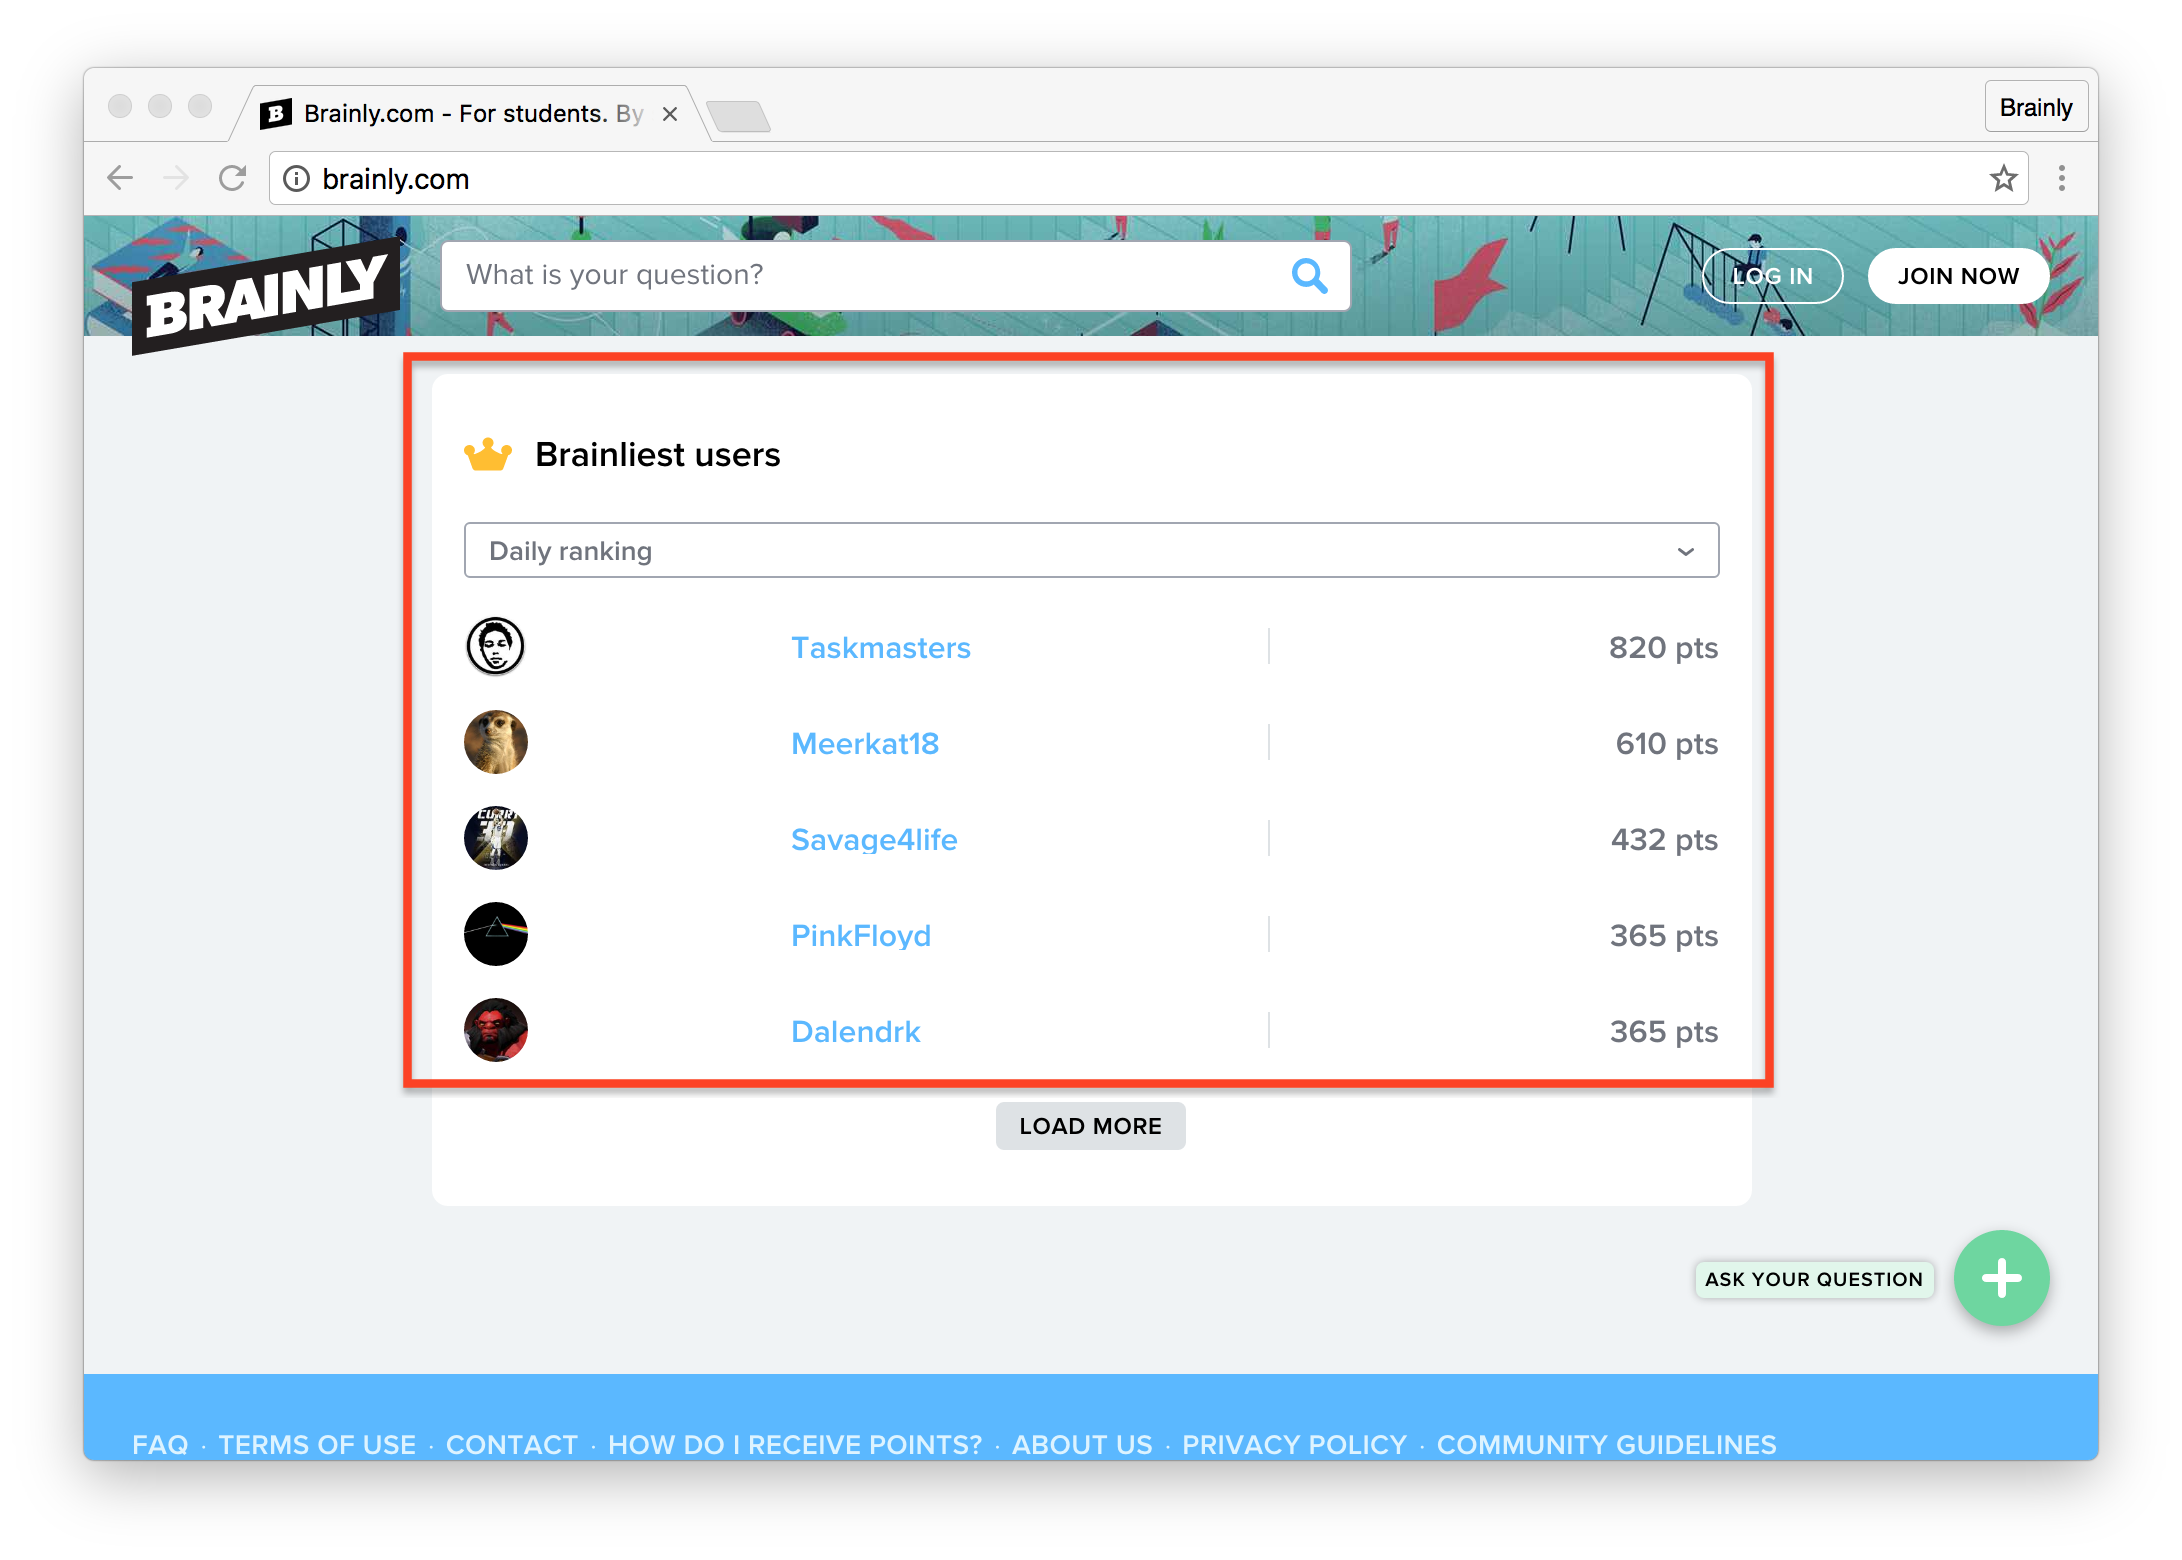 Brainly.com - For students. By
Brainly
brainly.com
BRAINLY
What is your question?
LOG IN
JOIN NOW
Brainliest users
Daily ranking
Taskmasters 820 pts
Meerkat18 610 pts
CURRY
30
Savage4life 432 pts
PinkFloyd 365 pts
Dalendrk 365 pts
LOAD MORE
ASK YOUR QUESTION
FAQ · TERMS OF USE · CONTACT · HOW DO I RECEIVE POINTS? · ABOUT US · PRIVACY POLICY · COMMUNITY GUIDELINES